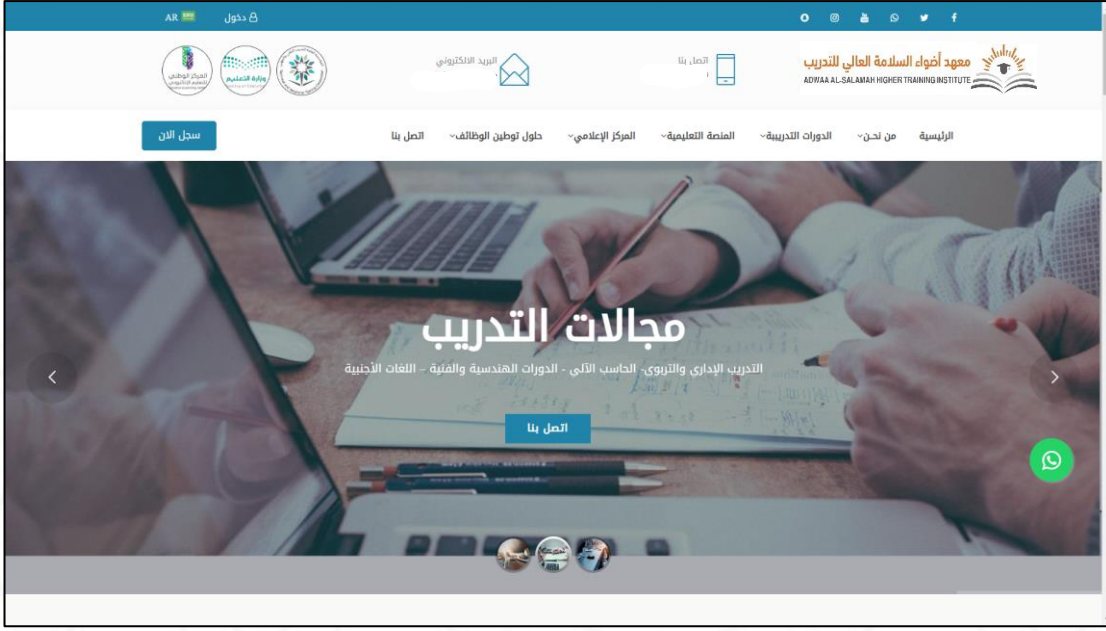 دخول
AR
معهد أضواء السلامة العالي للتدريب
ADWAA AL-SALAMAH HIGHER TRAINING INSTITUTE
اتصل بنا
البريد الالكتروني
وزارة التعليم
المركز الوطني
الرئيسية
من نحـن
الدورات التدريبية
المنصة التعليمية
المركز الإعلامي
حلول توطين الوظائف
اتصل بنا
سجل الان
مجالات التدريب
التدريب الإداري والتربوي- الحاسب الآلي - الدورات الهندسية والفنية – اللغات الأجنبية
اتصل بنا